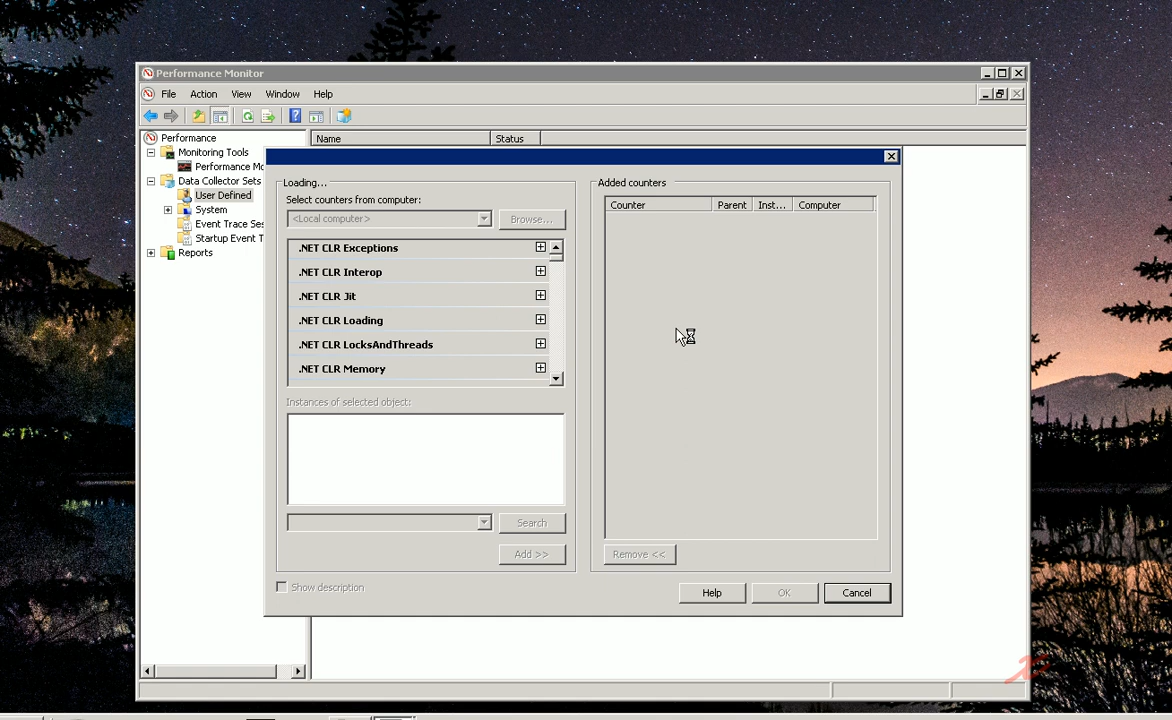 Performance Monitor
File Action View Window Help
Performance
Monitoring Tools
Performance Mo
Data Collector Sets
User Defined
System
Event Trace Ses
Startup Event T
Reports
Name Status
Loading...
Select counters from computer:
<Local computer>
Browse...
.NET CLR Exceptions
.NET CLR Interop
.NET CLR Jit
.NET CLR Loading
.NET CLR LocksAndThreads
.NET CLR Memory
Instances of selected object:
Search
Add >>
Show description
Added counters
Counter Parent Inst... Computer
Remove <<
Help OK Cancel